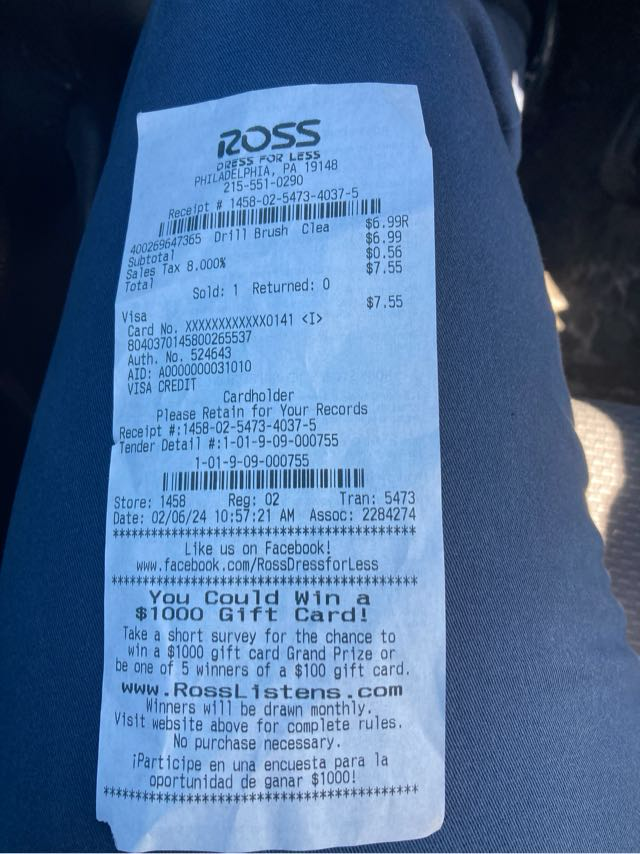 ROSS
DRESS FOR LESS
PHILADELPHIA, PA 19148
215-551-0290
Receipt # 1458-02-5473-4037-5
400269647365 Drill Brush Clea $6.99R
Subtotal $6.99
Sales Tax 8.000% $0.56
Total $7.55
Sold: 1 Returned: 0
Visa $7.55
Card No. XXXXXXXXXXXX0141 <I>
8040370145800265537
Auth. No. 524643
AID: A0000000031010
VISA CREDIT
Cardholder
Please Retain for Your Records
Receipt #:1458-02-5473-4037-5
Tender Detail #:1-01-9-09-000755
1-01-9-09-000755
Store: 1458 Reg: 02 Tran: 5473
Date: 02/06/24 10:57:21 AM Assoc: 2284274
****************************************
Like us on Facebook!
www.facebook.com/RossDressforLess
****************************************
You Could Win a
$1000 Gift Card!
Take a short survey for the chance to
win a $1000 gift card Grand Prize or
be one of 5 winners of a $100 gift card.
www.RossListens.com
Winners will be drawn monthly.
Visit website above for complete rules.
No purchase necessary.
¡Participe en una encuesta para la
oportunidad de ganar $1000!
****************************************